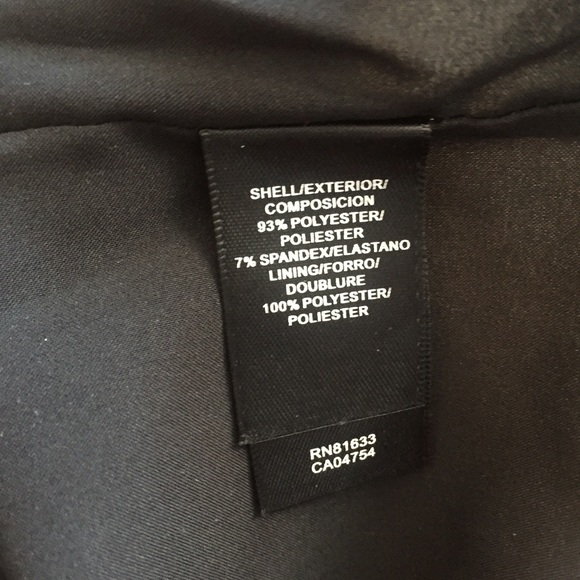 SHELL/EXTERIOR/
COMPOSICION
93% POLYESTER/
POLIESTER
7% SPANDEX/ELASTANO
LINING/FORRO/
DOUBLURE
100% POLYESTER/
POLIESTER
RN81633
CA04754